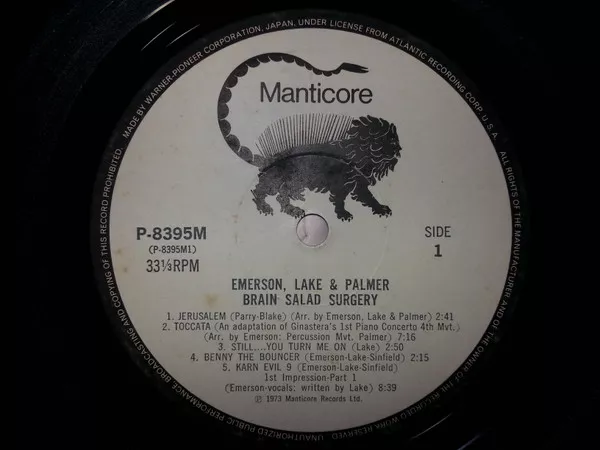 MADE BY WARNER-PIONEER CORPORATION, JAPAN, UNDER LICENSE FROM ATLANTIC RECORDING CORP. U.S.A.
ALL RIGHTS OF THE MANUFACTURER AND OF THE OWNER OF THE RECORDED WORK RESERVED. UNAUTHORIZED PUBLIC PERFORMANCE, BROADCASTING AND COPYING OF THIS RECORD PROHIBITED.
Manticore
P-8395M
(P-8395M1)
33⅓RPM
SIDE
1
EMERSON, LAKE & PALMER
BRAIN SALAD SURGERY
1. JERUSALEM (Parry-Blake) (Arr. by Emerson, Lake & Palmer) 2:41
2. TOCCATA (An adaptation of Ginastera's 1st Piano Concerto 4th Mvt.)
(Arr. by Emerson: Percussion Mvt. Palmer) 7:16
3. STILL....YOU TURN ME ON (Lake) 2:50
4. BENNY THE BOUNCER (Emerson-Lake-Sinfield) 2:15
5. KARN EVIL 9 (Emerson-Lake-Sinfield)
1st Impression-Part 1
(Emerson-vocals: written by Lake) 8:39
Ⓟ 1973 Manticore Records Ltd.